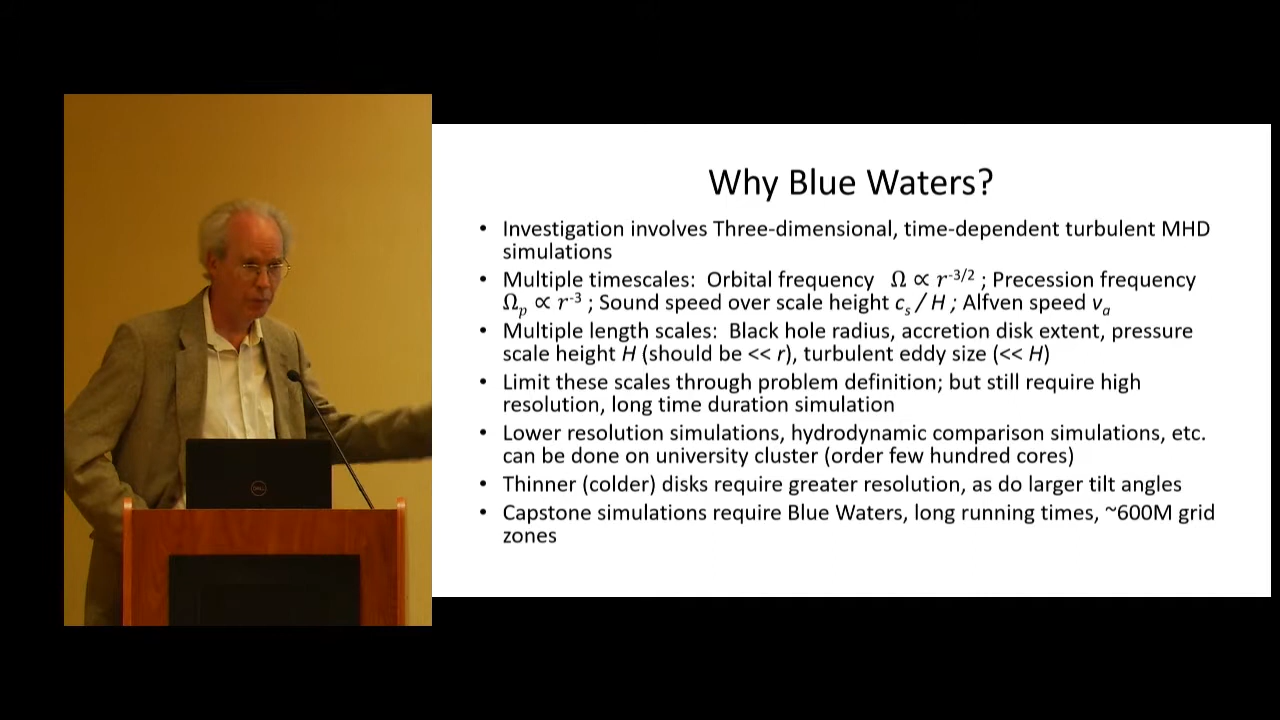 Why Blue Waters?
• Investigation involves Three-dimensional, time-dependent turbulent MHD
simulations
• Multiple timescales: Orbital frequency Ω ∝ r^-3/2 ; Precession frequency
Ω_p ∝ r^-3 ; Sound speed over scale height c_s / H ; Alfven speed v_a
• Multiple length scales: Black hole radius, accretion disk extent, pressure
scale height H (should be << r), turbulent eddy size (<< H)
• Limit these scales through problem definition; but still require high
resolution, long time duration simulation
• Lower resolution simulations, hydrodynamic comparison simulations, etc.
can be done on university cluster (order few hundred cores)
• Thinner (colder) disks require greater resolution, as do larger tilt angles
• Capstone simulations require Blue Waters, long running times, ~600M grid
zones
DELL